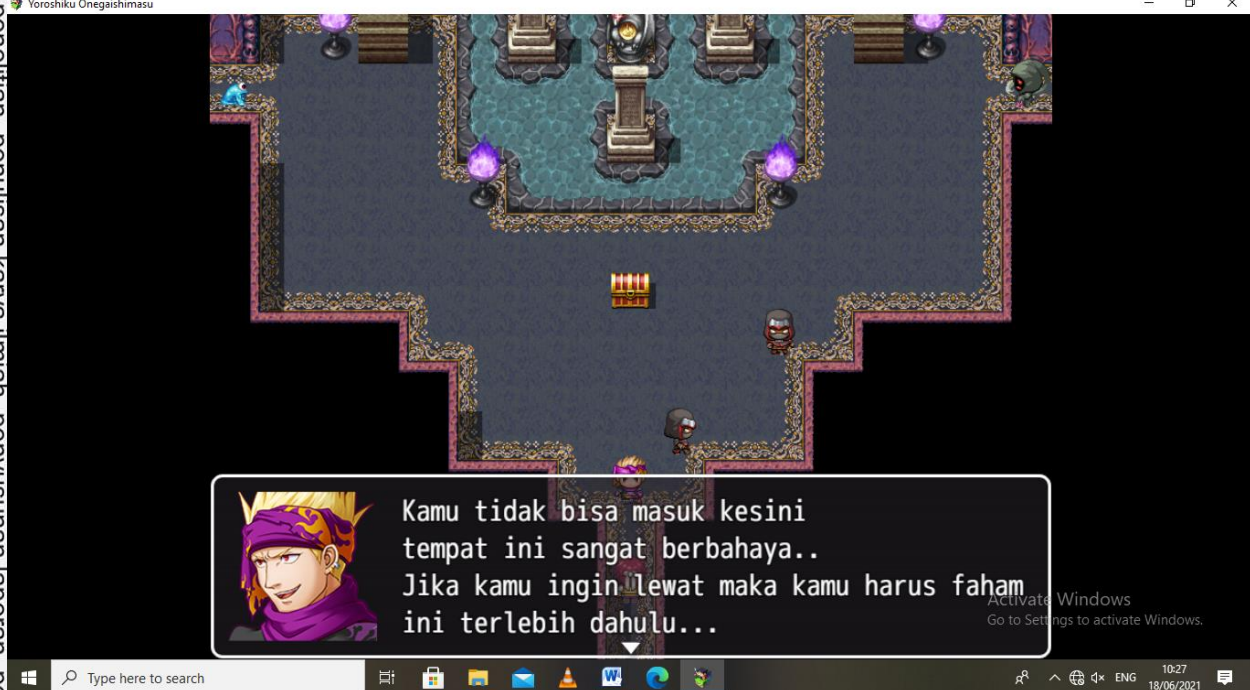 Yoroshiku Onegaishimasu
Kamu tidak bisa masuk kesini
tempat ini sangat berbahaya..
Jika kamu ingin lewat maka kamu harus faham
ini terlebih dahulu...
Activate Windows
Go to Settings to activate Windows.
Type here to search
W
ENG
10:27
18/06/2021